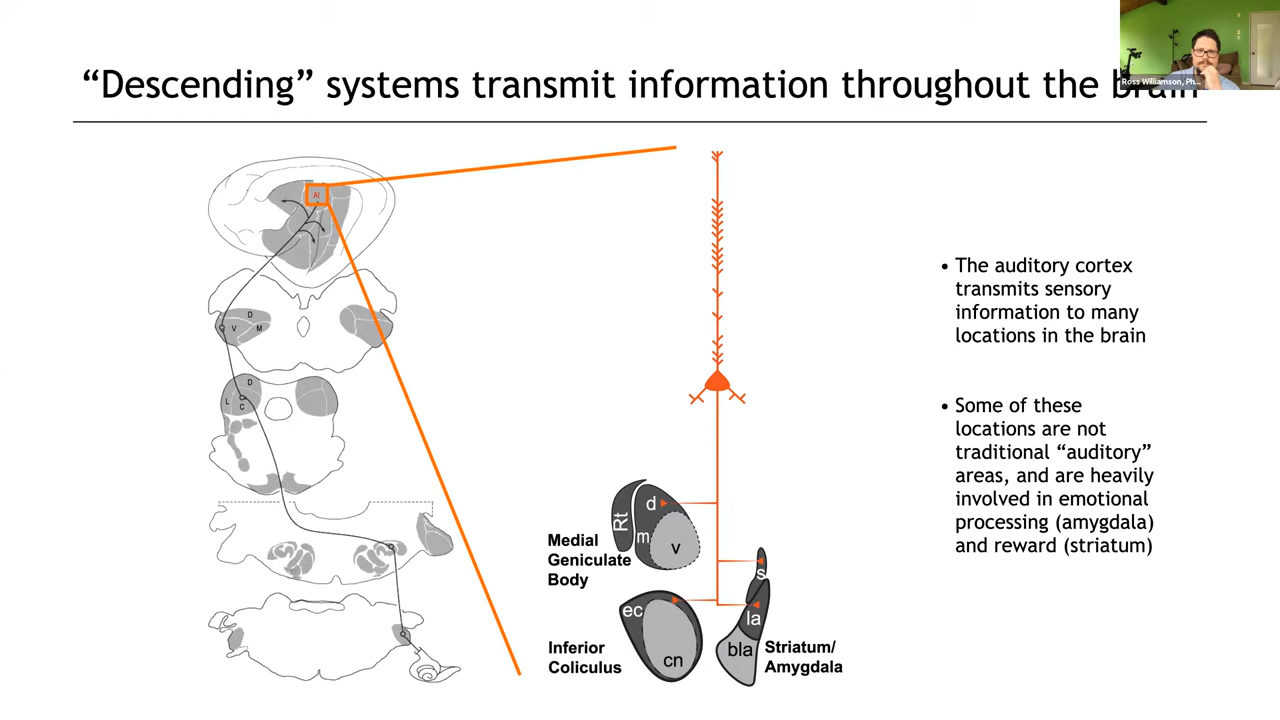 “Descending” systems transmit information throughout the brain
Ross Williamson, Ph...
AI
D
V
M
D
L
C
Rt
d
m
v
Medial
Geniculate
Body
s
ec
la
cn
bla
Inferior
Coliculus
Striatum/
Amygdala
• The auditory cortex
transmits sensory
information to many
locations in the brain
• Some of these
locations are not
traditional “auditory”
areas, and are heavily
involved in emotional
processing (amygdala)
and reward (striatum)